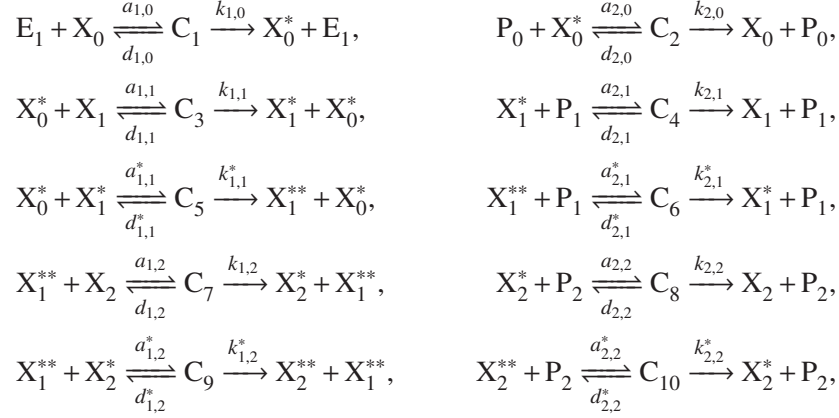 E₁ + X₀ ⇌[a₁,₀][d₁,₀] C₁ →[k₁,₀] X₀* + E₁, P₀ + X₀* ⇌[a₂,₀][d₂,₀] C₂ →[k₂,₀] X₀ + P₀,
X₀* + X₁ ⇌[a₁,₁][d₁,₁] C₃ →[k₁,₁] X₁* + X₀*, X₁* + P₁ ⇌[a₂,₁][d₂,₁] C₄ →[k₂,₁] X₁ + P₁,
X₀* + X₁* ⇌[a*₁,₁][d*₁,₁] C₅ →[k*₁,₁] X₁** + X₀*, X₁** + P₁ ⇌[a*₂,₁][d*₂,₁] C₆ →[k*₂,₁] X₁* + P₁,
X₁** + X₂ ⇌[a₁,₂][d₁,₂] C₇ →[k₁,₂] X₂* + X₁**, X₂* + P₂ ⇌[a₂,₂][d₂,₂] C₈ →[k₂,₂] X₂ + P₂,
X₁** + X₂* ⇌[a*₁,₂][d*₁,₂] C₉ →[k*₁,₂] X₂** + X₁**, X₂** + P₂ ⇌[a*₂,₂][d*₂,₂] C₁₀ →[k*₂,₂] X₂* + P₂,